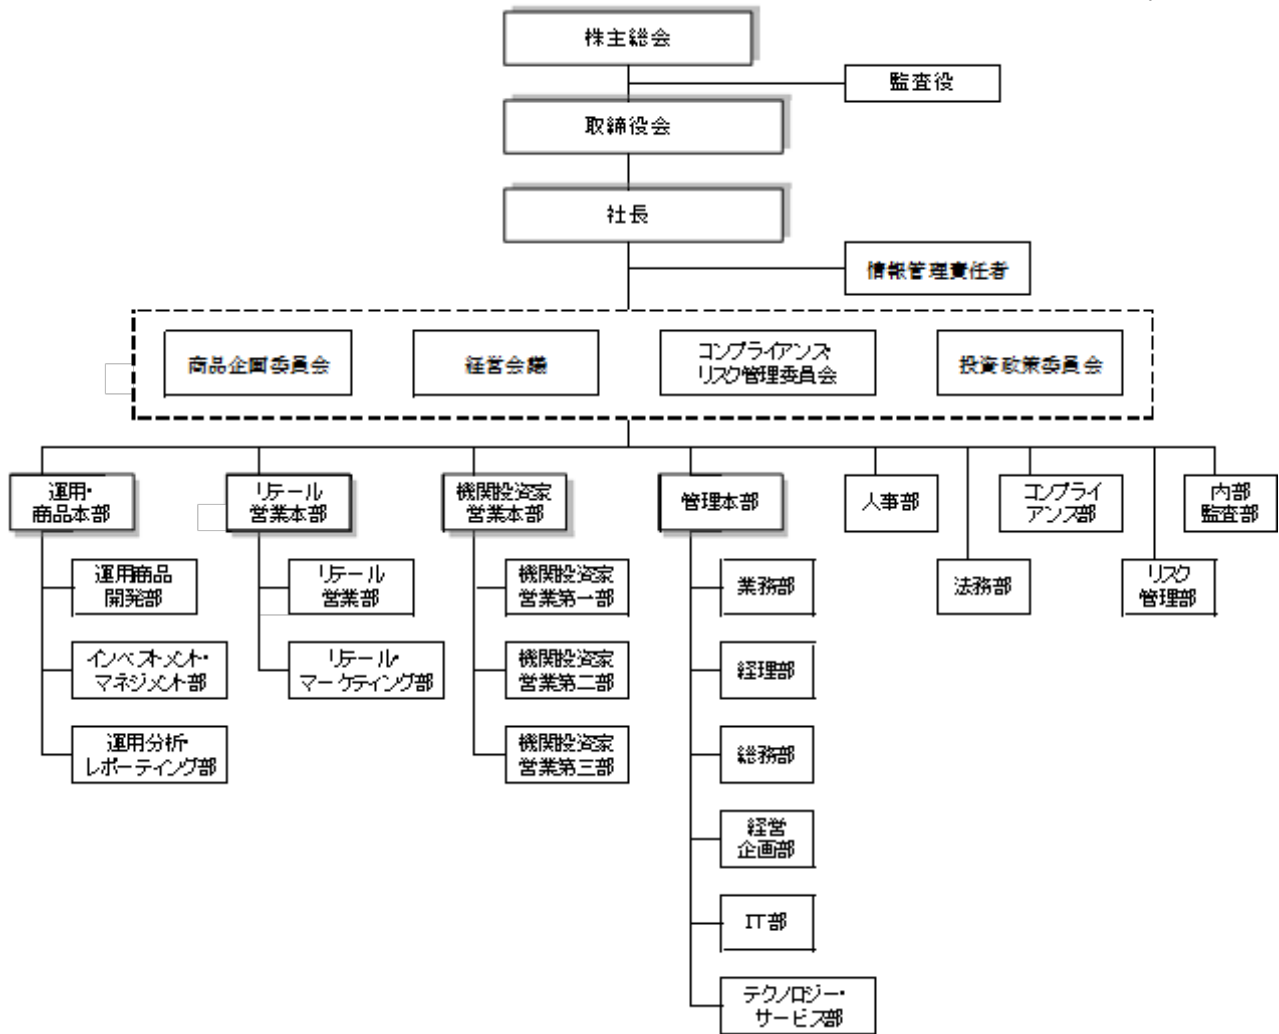 株主総会
監査役
取締役会
社長
情報管理責任者
商品企画委員会
経営会議
コンプライアンス・
リスク管理委員会
投資政策委員会
運用・
商品本部
リテール
営業本部
機関投資家
営業本部
管理本部
人事部
コンプライ
アンス部
内部
監査部
運用商品
開発部
リテール
営業部
機関投資家
営業第一部
業務部
法務部
リスク
管理部
インベストメント・
マネジメント部
リテール・
マーケティング部
機関投資家
営業第二部
経理部
運用分析・
レポーティング部
機関投資家
営業第三部
総務部
経営
企画部
IT部
テクノロジー・
サービス部